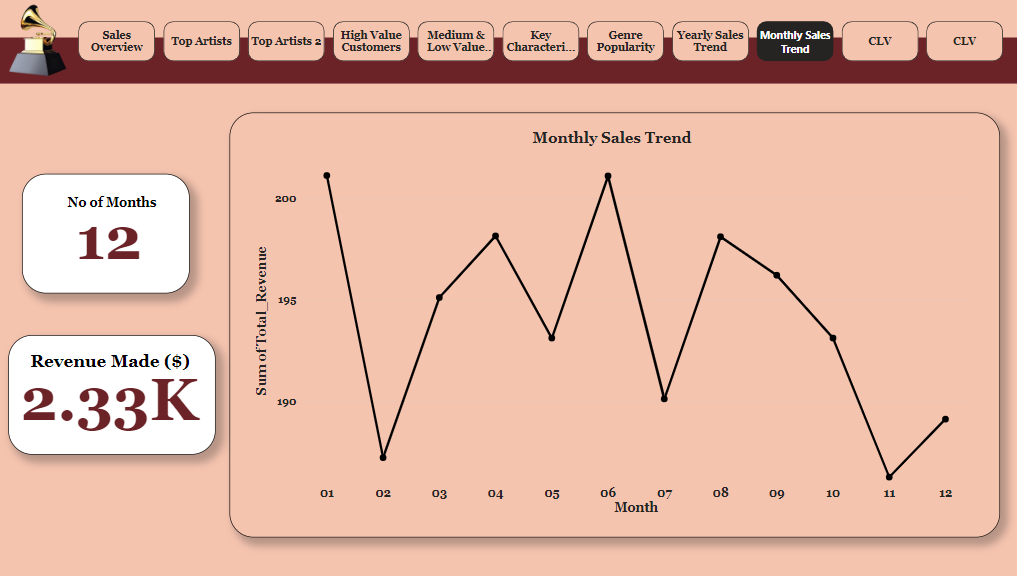 Sales
Overview
Top Artists
Top Artists 2
High Value
Customers
Medium &
Low Value..
Key
Characteri...
Genre
Popularity
Yearly Sales
Trend
Monthly Sales
Trend
CLV
CLV
No of Months
12
Revenue Made ($)
2.33K
Monthly Sales Trend
Sum of Total_Revenue
200
195
190
01 02 03 04 05 06 07 08 09 10 11 12
Month